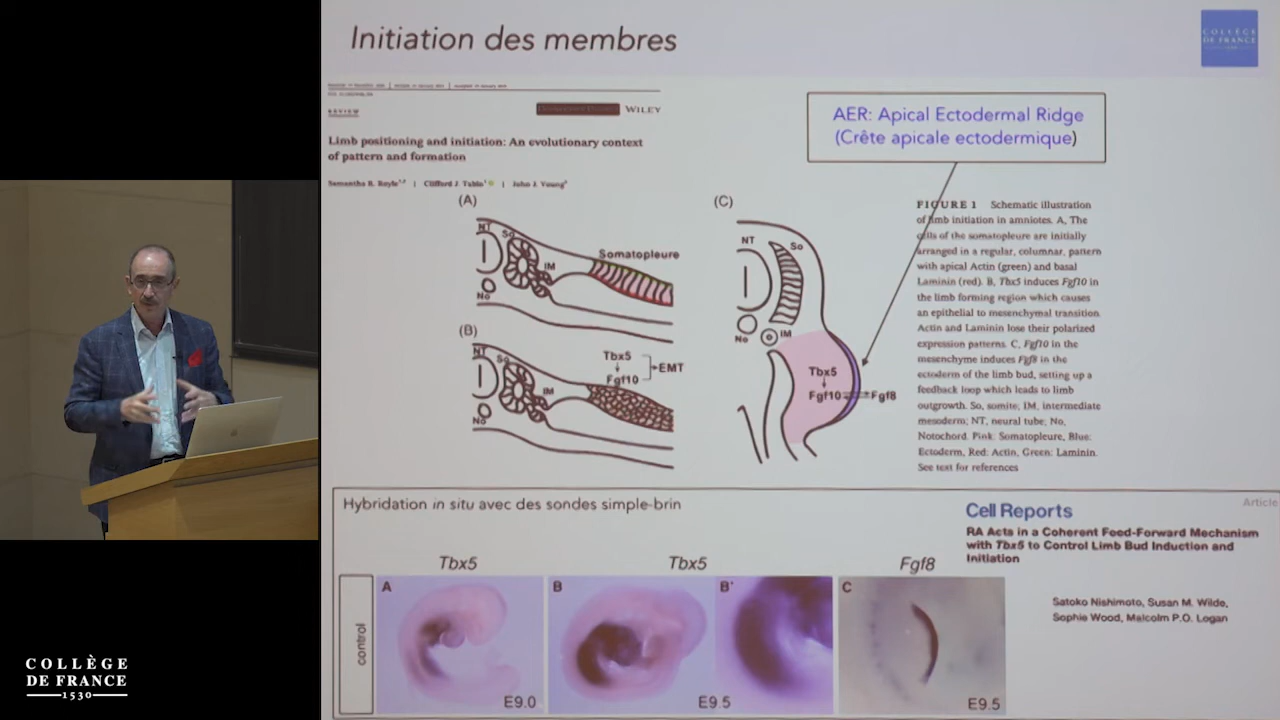 Initiation des membres
COLLÈGE
DE FRANCE
REVIEW
WILEY
Limb positioning and initiation: An evolutionary context
of pattern and formation
Samantha R. Royle | Clifford J. Tabin | John J. Young
AER: Apical Ectodermal Ridge
(Crête apicale ectodermique)
(A)
NT
So
IM
Somatopleure
No
(B)
NT
So
IM
Tbx5
Fgf10
EMT
No
(C)
NT
So
No
IM
Tbx5
Fgf10
Fgf8
FIGURE 1 Schematic illustration
of limb initiation in amniotes. A, The
cells of the somatopleure are initially
arranged in a regular, columnar, pattern
with apical Actin (green) and basal
Laminin (red). B, Tbx5 induces Fgf10 in
the limb forming region which causes
an epithelial to mesenchymal transition.
Actin and Laminin lose their polarized
expression patterns. C, Fgf10 in the
mesenchyme induces Fgf8 in the
ectoderm of the limb bud, setting up a
feedback loop which leads to limb
outgrowth. So, somite; IM, intermediate
mesoderm; NT, neural tube; No,
Notochord. Pink: Somatopleure, Blue:
Ectoderm, Red: Actin, Green: Laminin.
See text for references
Hybridation in situ avec des sondes simple-brin
Article
Cell Reports
RA Acts in a Coherent Feed-Forward Mechanism
with Tbx5 to Control Limb Bud Induction and
Initiation
Satoko Nishimoto, Susan M. Wilde,
Sophie Wood, Malcolm P.O. Logan
Tbx5
Tbx5
Fgf8
control
A
E9.0
B
B'
E9.5
C
E9.5
COLLÈGE
DE FRANCE
1530